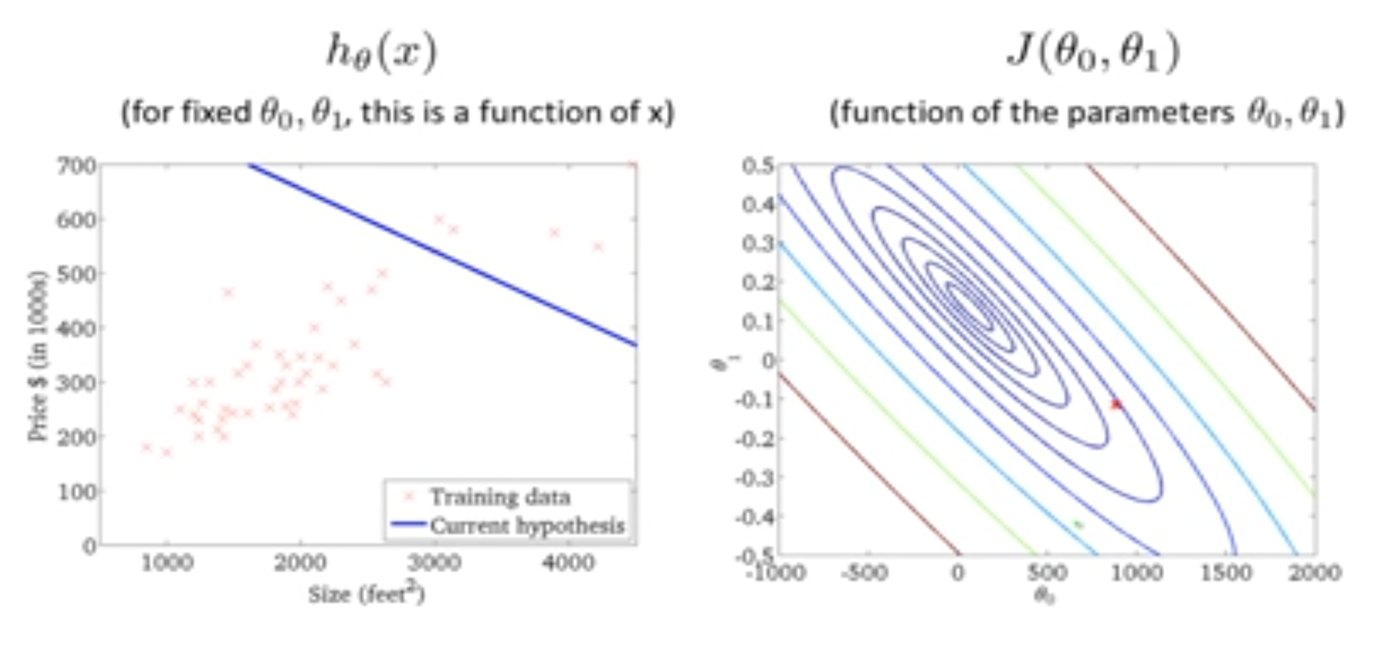 hθ(x)
(for fixed θ0, θ1, this is a function of x)
700
600
500
400
300
200
100
0
Price $ (in 1000s)
1000 2000 3000 4000
Size (feet²)
Training data
Current hypothesis
J(θ0, θ1)
(function of the parameters θ0, θ1)
0.5
0.4
0.3
0.2
0.1
0
-0.1
-0.2
-0.3
-0.4
-0.5
θ1
-1000 -500 0 500 1000 1500 2000
θ0